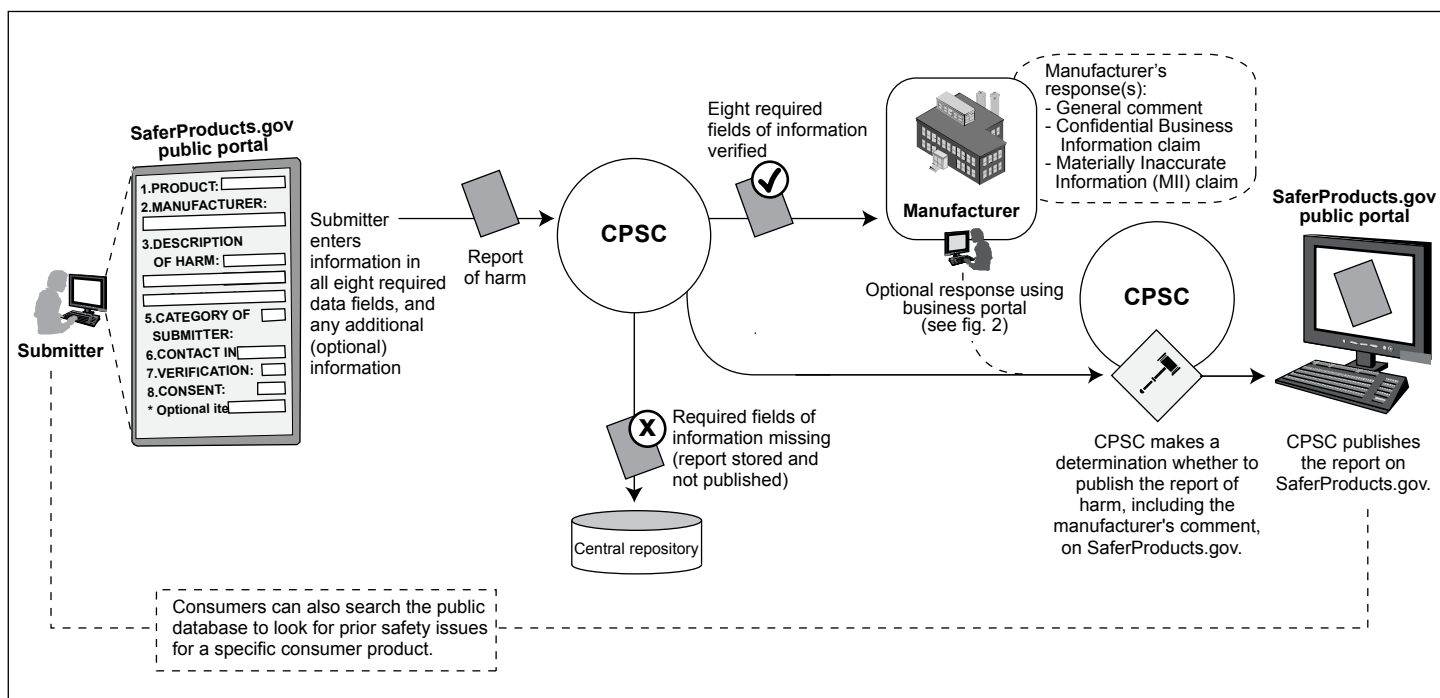 SaferProducts.gov
public portal
1.PRODUCT:
2.MANUFACTURER:
3.DESCRIPTION
OF HARM:
5.CATEGORY OF
SUBMITTER:
6.CONTACT IN
7.VERIFICATION:
8.CONSENT:
* Optional ite
Submitter
Submitter
enters
information in
all eight required
data fields, and
any additional
(optional)
information
Report
of harm
CPSC
Eight required
fields of information
verified
X
Required fields of
information missing
(report stored and
not published)
Central repository
Manufacturer
Manufacturer's
response(s):
- General comment
- Confidential Business
Information claim
- Materially Inaccurate
Information (MII) claim
Optional response using
business portal
(see fig. 2)
CPSC
CPSC makes a
determination whether to
publish the report of
harm, including the
manufacturer's comment,
on SaferProducts.gov.
SaferProducts.gov
public portal
CPSC publishes
the report on
SaferProducts.gov.
Consumers can also search the public
database to look for prior safety issues
for a specific consumer product.